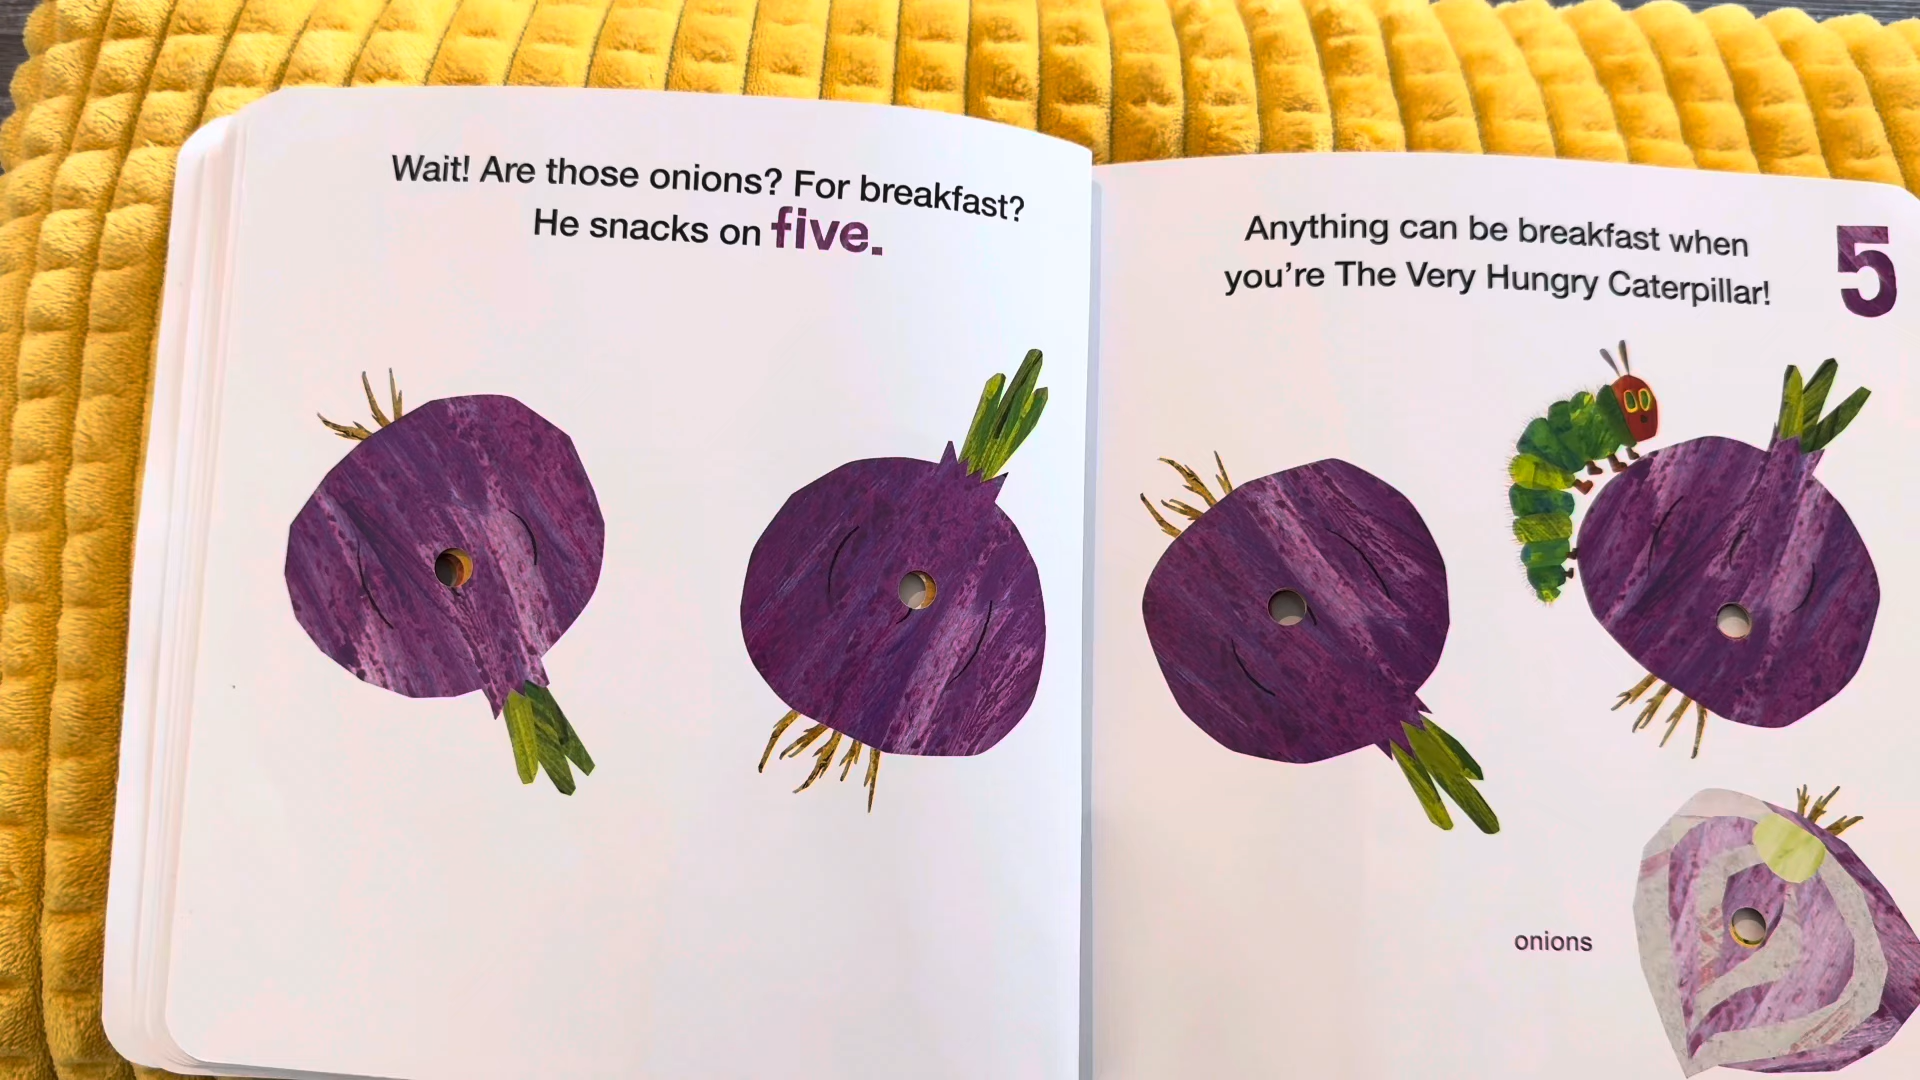 Wait! Are those onions? For breakfast?
He snacks on five.
Anything can be breakfast when
you're The Very Hungry Caterpillar!
5
onions